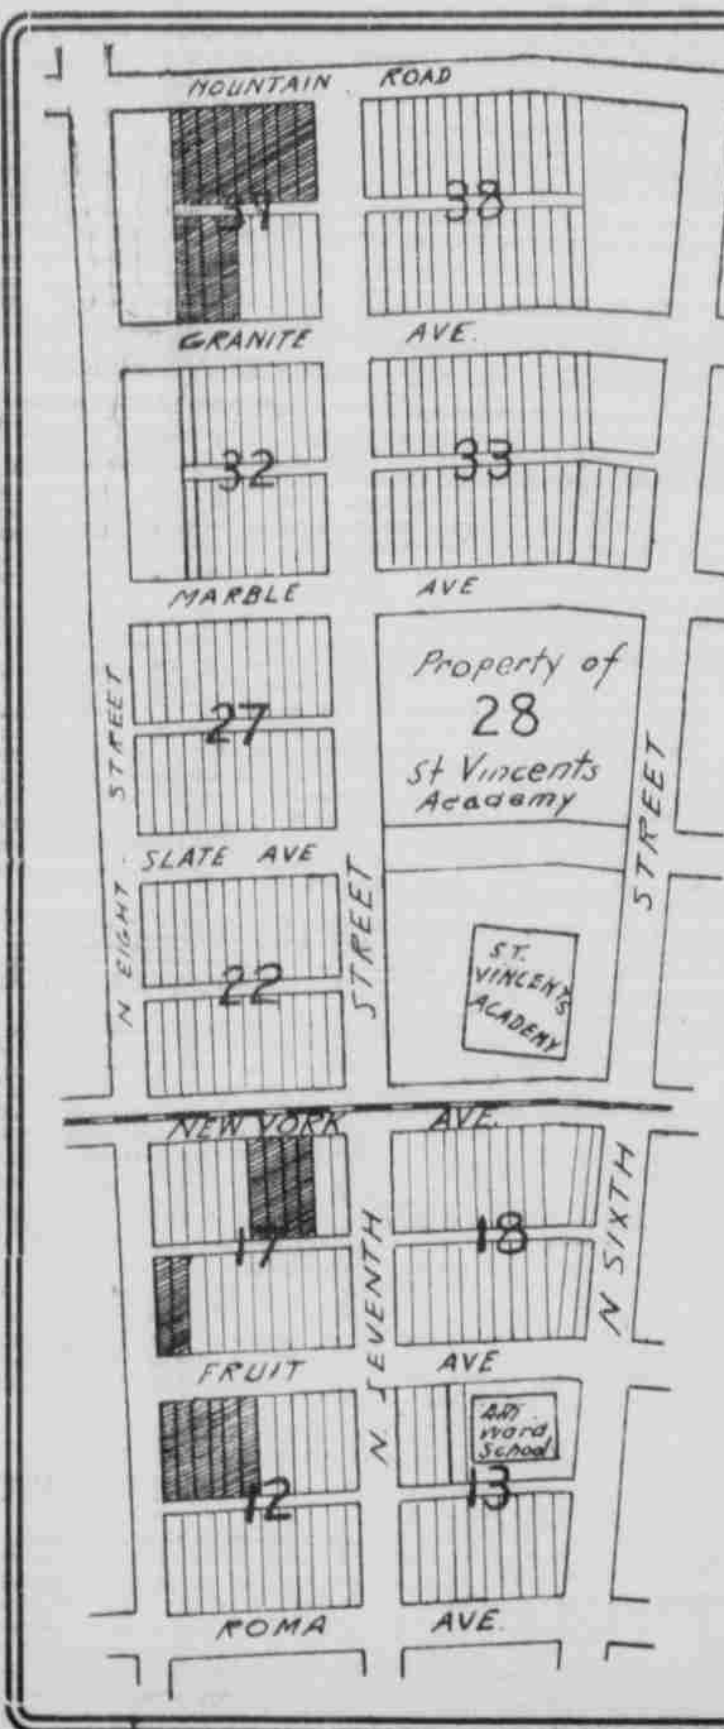 MOUNTAIN ROAD
37 38
GRANITE AVE.
32 33
MARBLE AVE
Property of
28
St Vincents
Academy
27
STREET
STREET
SLATE AVE
STREET
N EIGHT
ST.
VINCENTS
ACADEMY
22
NEW YORK AVE.
17 18
N SIXTH
N SEVENTH
FRUIT AVE
ward
School
12 13
ROMA AVE.